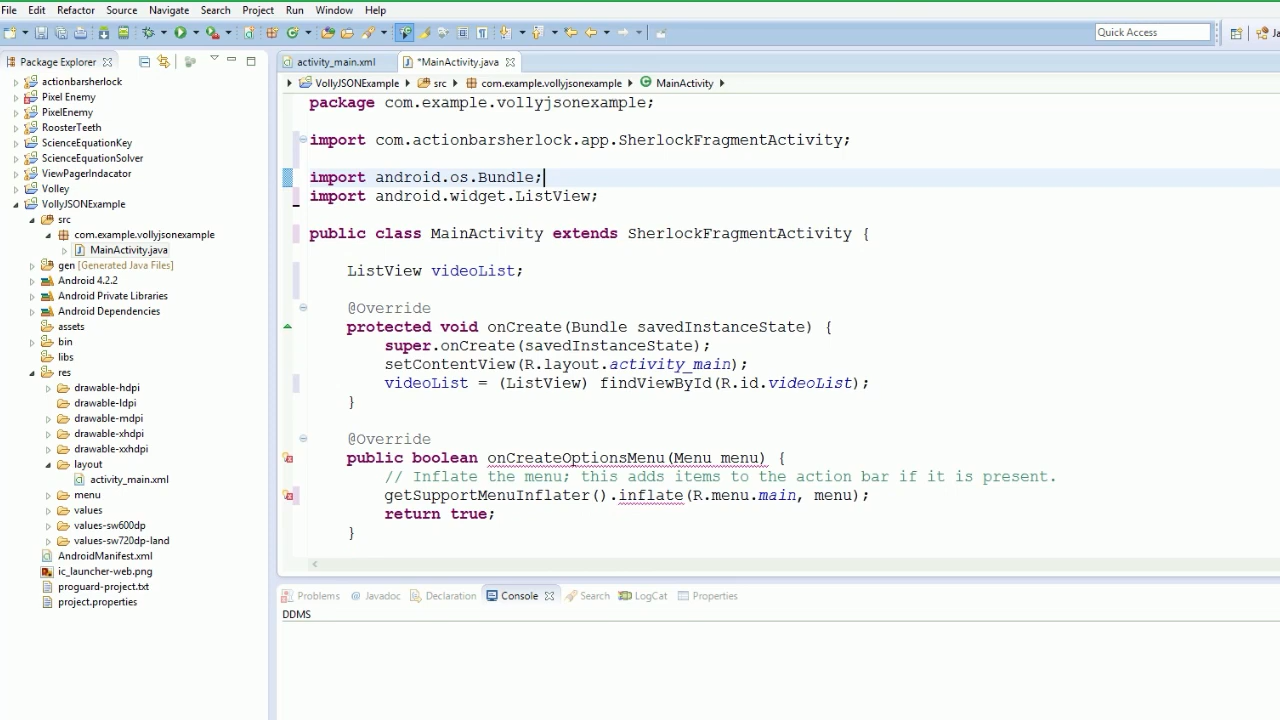 File Edit Refactor Source Navigate Search Project Run Window Help
Quick Access
Ja
Package Explorer
activity_main.xml
*MainActivity.java
actionbarsherlock
Pixel Enemy
PixelEnemy
RoosterTeeth
ScienceEquationKey
ScienceEquationSolver
ViewPagerIndacator
Volley
VollyJSONExample
src
com.example.vollyjsonexample
MainActivity.java
gen [Generated Java Files]
Android 4.2.2
Android Private Libraries
Android Dependencies
assets
bin
libs
res
drawable-hdpi
drawable-ldpi
drawable-mdpi
drawable-xhdpi
drawable-xxhdpi
layout
activity_main.xml
menu
values
values-sw600dp
values-sw720dp-land
AndroidManifest.xml
ic_launcher-web.png
proguard-project.txt
project.properties
VollyJSONExample src com.example.vollyjsonexample MainActivity
package com.example.vollyjsonexample;
import com.actionbarsherlock.app.SherlockFragmentActivity;
import android.os.Bundle;
import android.widget.ListView;
public class MainActivity extends SherlockFragmentActivity {
ListView videoList;
@Override
protected void onCreate(Bundle savedInstanceState) {
super.onCreate(savedInstanceState);
setContentView(R.layout.activity_main);
videoList = (ListView) findViewById(R.id.videoList);
}
@Override
public boolean onCreateOptionsMenu(Menu menu) {
// Inflate the menu; this adds items to the action bar if it is present.
getSupportMenuInflater().inflate(R.menu.main, menu);
return true;
}
Problems @ Javadoc Declaration Console Search LogCat Properties
DDMS